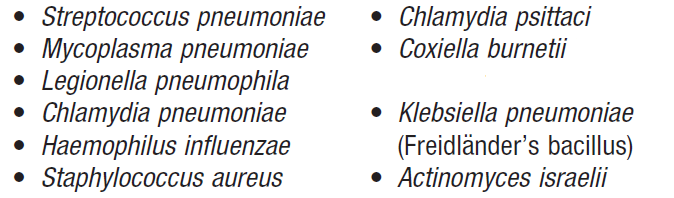 • Streptococcus pneumoniae
• Mycoplasma pneumoniae
• Legionella pneumophila
• Chlamydia pneumoniae
• Haemophilus influenzae
• Staphylococcus aureus
• Chlamydia psittaci
• Coxiella burnetii
• Klebsiella pneumoniae
(Freidländer’s bacillus)
• Actinomyces israelii